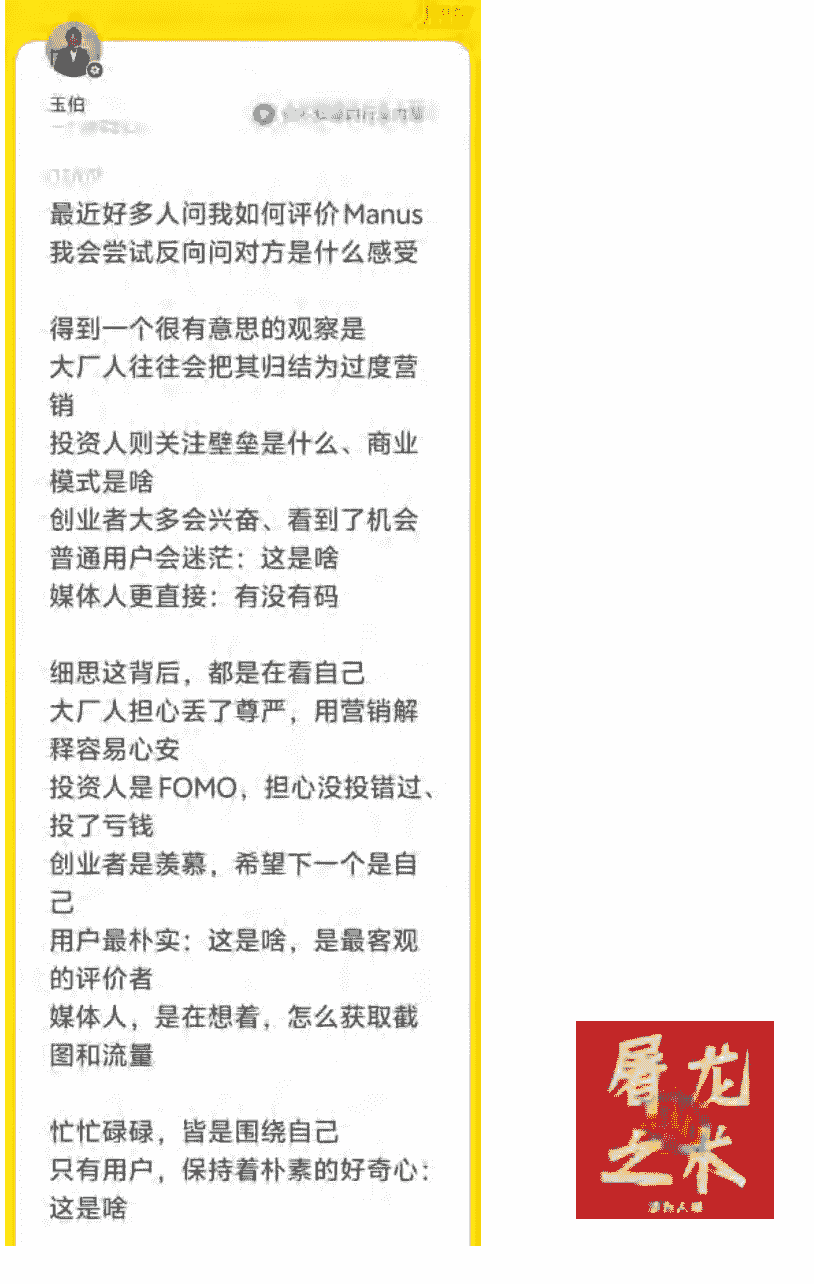 玉伯
最近好多人问我如何评价Manus
我会尝试反向问对方是什么感受
得到一个很有意思的观察是
大厂人往往会把其归结为过度营
销
投资人则关注壁垒是什么、商业
模式是啥
创业者大多会兴奋、看到了机会
普通用户会迷茫：这是啥
媒体人更直接：有没有码
细思这背后，都是在看自己
大厂人担心丢了尊严，用营销解
释容易心安
投资人是FOMO，担心没投错过、
投了亏钱
创业者是羡慕，希望下一个是自
己
用户最朴实：这是啥，是最客观
的评价者
媒体人，是在想着，怎么获取截
图和流量
忙忙碌碌，皆是围绕自己
只有用户，保持着朴素的好奇心：
这是啥
屠龙
之术